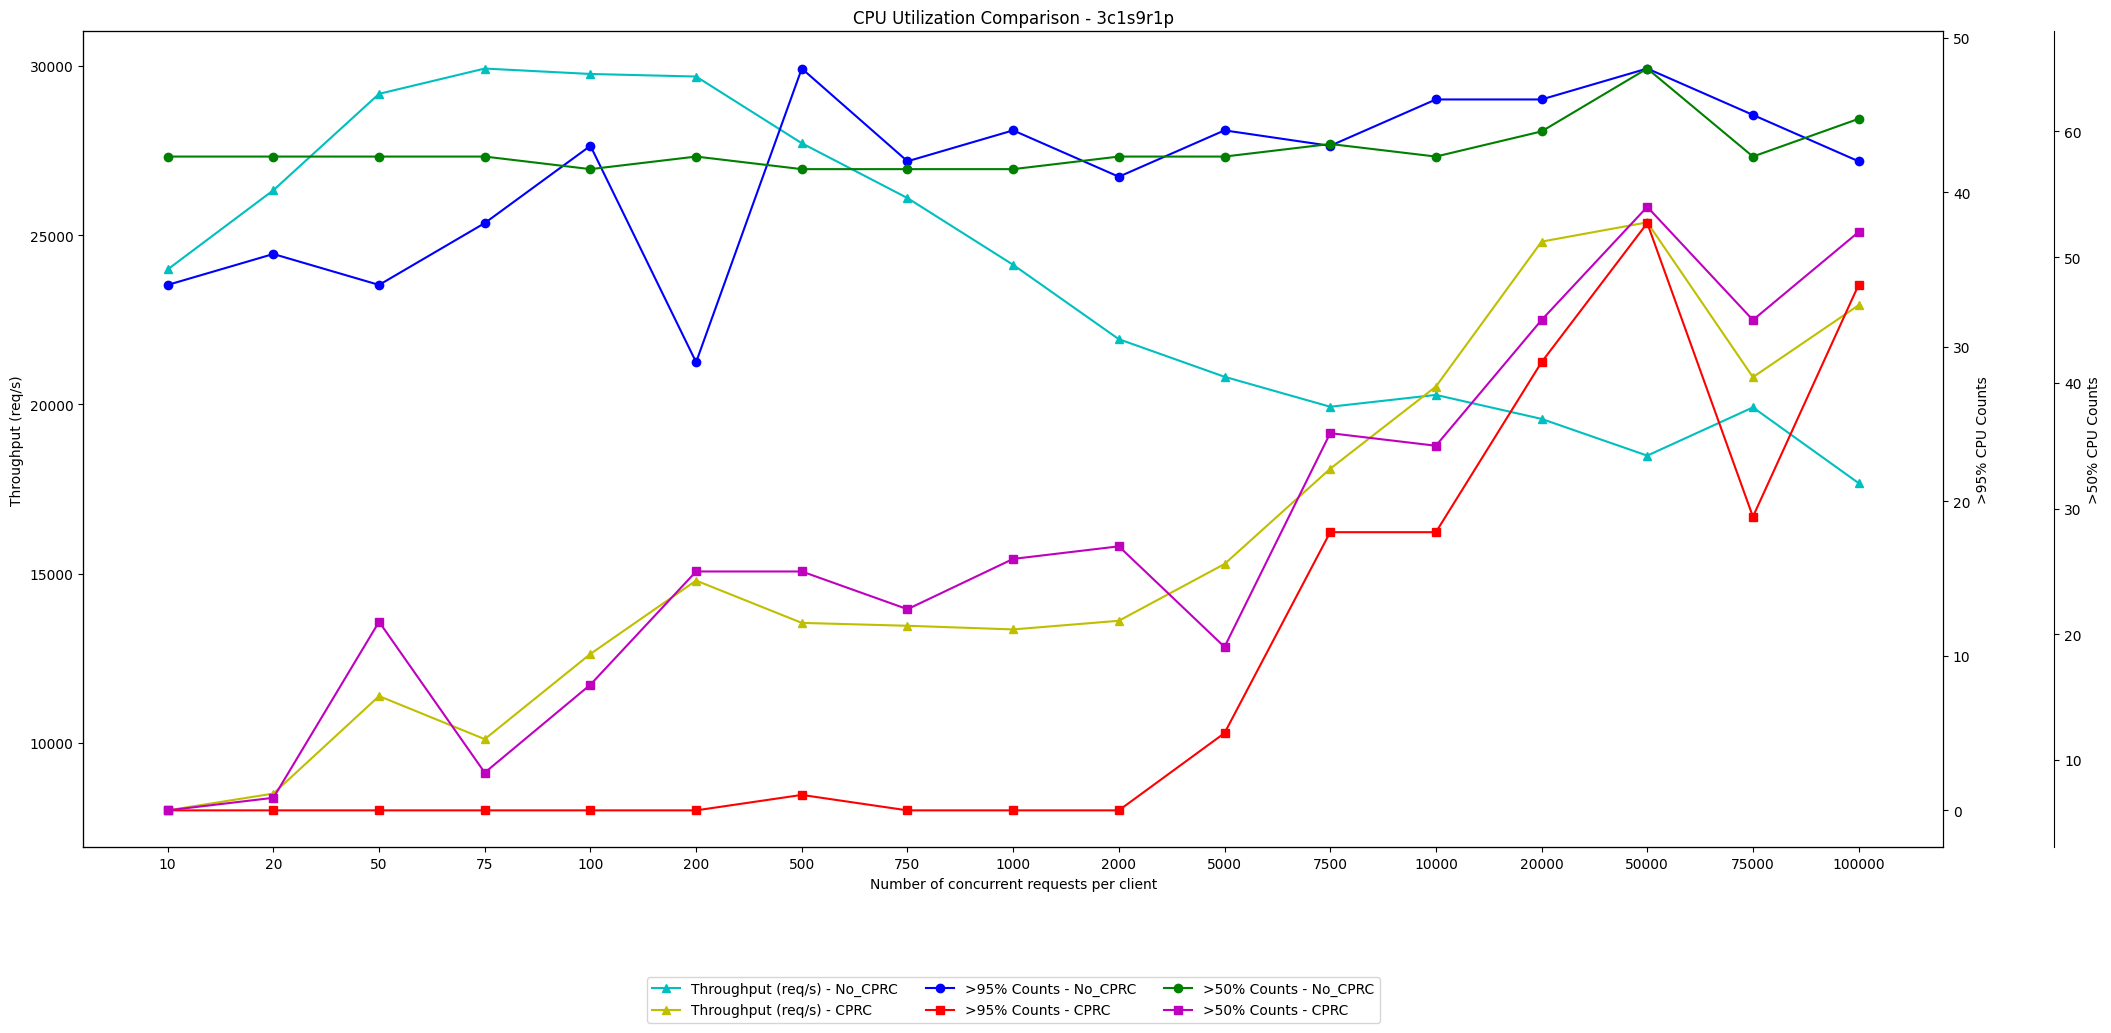 CPU Utilization Comparison - 3c1s9r1p
Throughput (req/s)
30000
25000
20000
15000
10000
50
40
30
20
10
0
>95% CPU Counts
60
50
40
30
20
10
>50% CPU Counts
10 20 50 75 100 200 500 750 1000 2000 5000 7500 10000 20000 50000 75000 100000
Number of concurrent requests per client
Throughput (req/s) - No_CPRC >95% Counts - No_CPRC >50% Counts - No_CPRC
Throughput (req/s) - CPRC >95% Counts - CPRC >50% Counts - CPRC